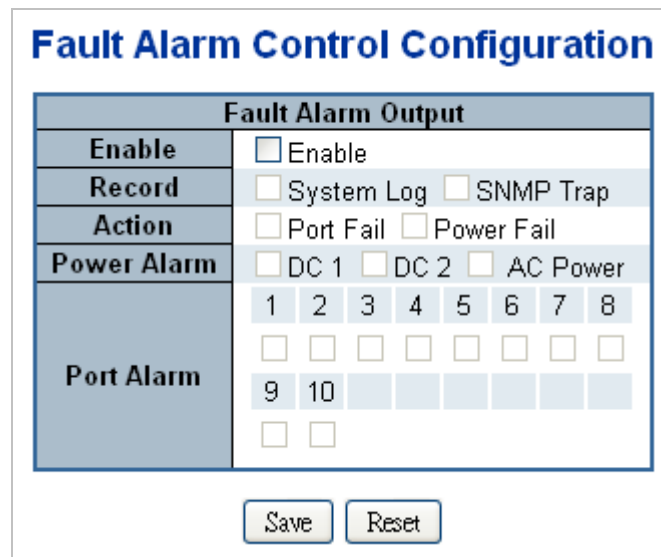 Fault Alarm Control Configuration
Fault Alarm Output
Enable Enable
Record System Log SNMP Trap
Action Port Fail Power Fail
Power Alarm DC 1 DC 2 AC Power
Port Alarm
1 2 3 4 5 6 7 8
9 10
Save Reset